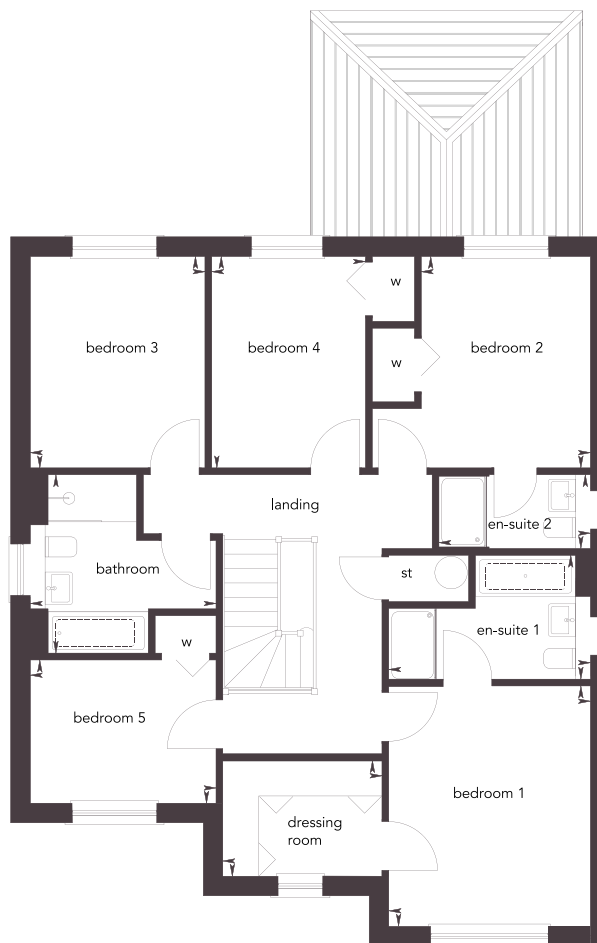 w
bedroom 3
bedroom 4
bedroom 2
w
landing
en-suite 2
bathroom
st
en-suite 1
w
bedroom 5
bedroom 1
dressing
room